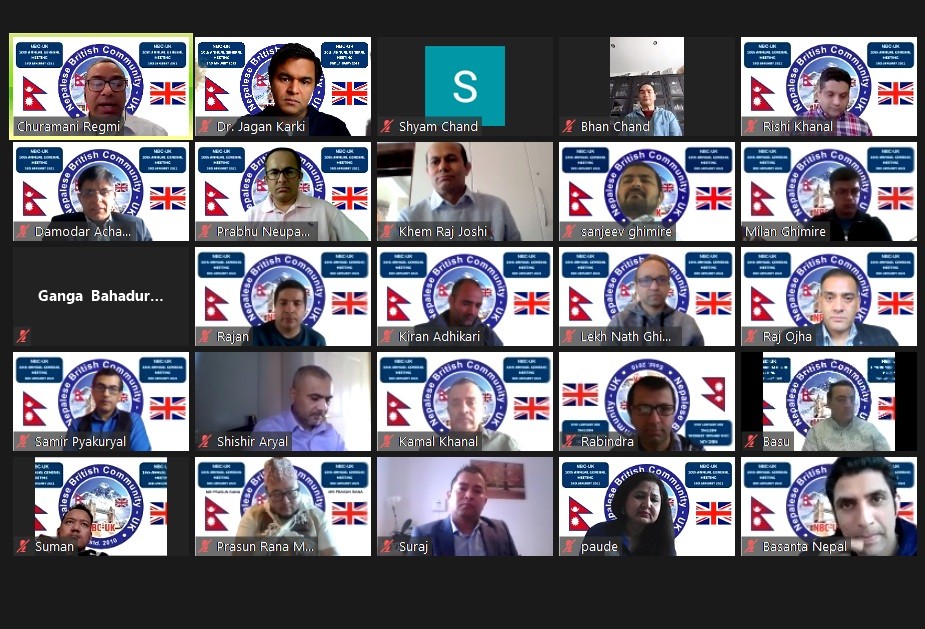 Churamani Regmi
Dr. Jagan Karki
S
Shyam Chand
Bhan Chand
Rishi Khanal
Damodar Acha...
Prabhu Neupa...
Khem Raj Joshi
sanjeev ghimire
Milan Ghimire
Ganga Bahadur...
Rajan
Kiran Adhikari
Lekh Nath Ghi...
Raj Ojha
Samir Pyakuryal
Shishir Aryal
Kamal Khanal
Rabindra
Basu
Suman
Prasun Rana M...
Suraj
paude
Basanta Nepal
NBC-UK
Nepalese British Community - UK